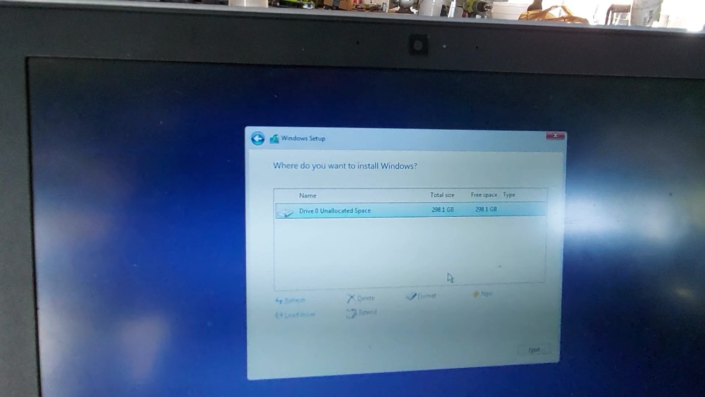 Windows Setup
Where do you want to install Windows?
Name Total size Free space Type
Drive 0 Unallocated Space 298.1 GB 298.1 GB
Refresh Delete Format New
Load driver Extend
Next